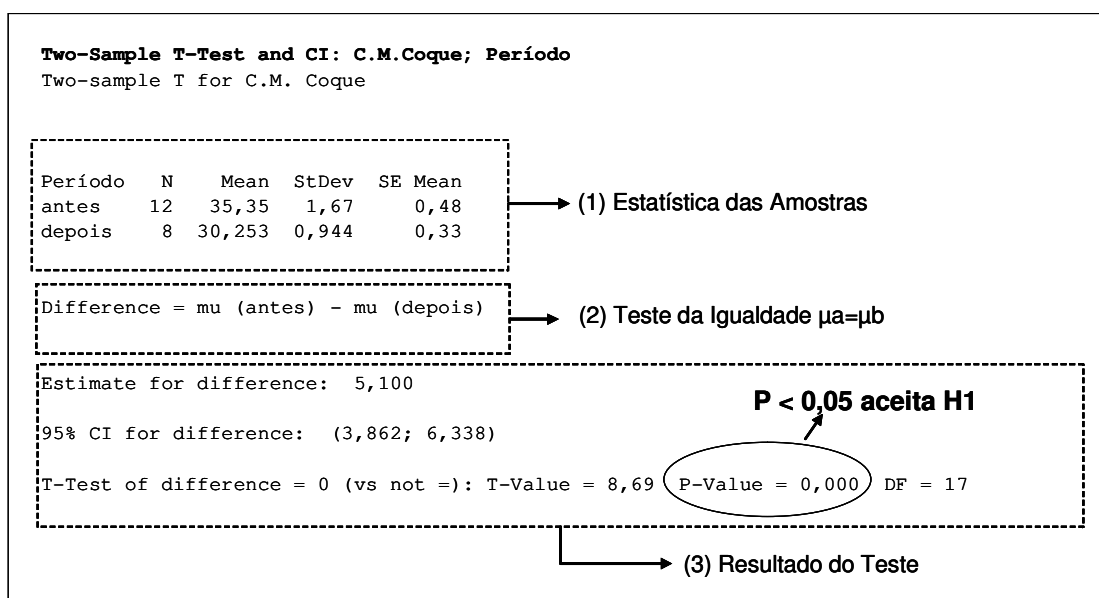 Two-Sample T-Test and CI: C.M.Coque; Período
Two-sample T for C.M. Coque
Período N Mean StDev SE Mean
antes 12 35,35 1,67 0,48
depois 8 30,253 0,944 0,33
(1) Estatística das Amostras
Difference = mu (antes) - mu (depois)
(2) Teste da Igualdade µa=µb
Estimate for difference: 5,100
P < 0,05 aceita H1
95% CI for difference: (3,862; 6,338)
T-Test of difference = 0 (vs not =): T-Value = 8,69 P-Value = 0,000 DF = 17
(3) Resultado do Teste